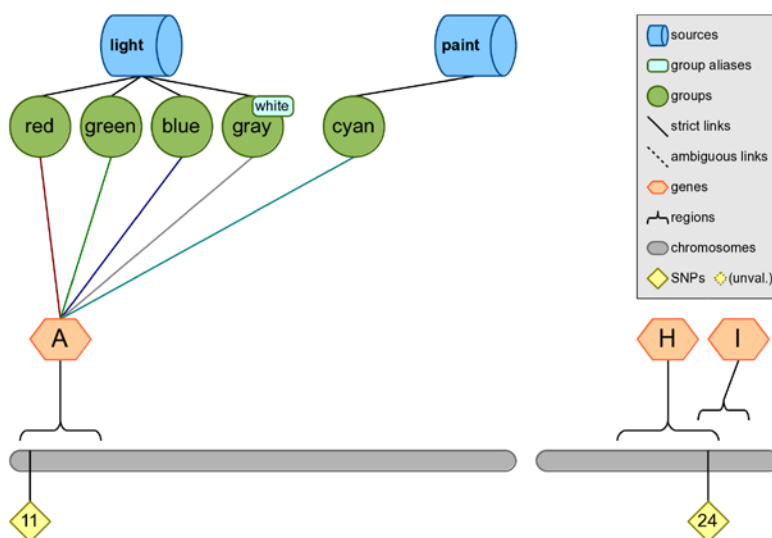 light
paint
white
red
green
blue
gray
cyan
A
H
I
11
24
sources
group aliases
groups
strict links
ambiguous links
genes
regions
chromosomes
SNPs (unval.)